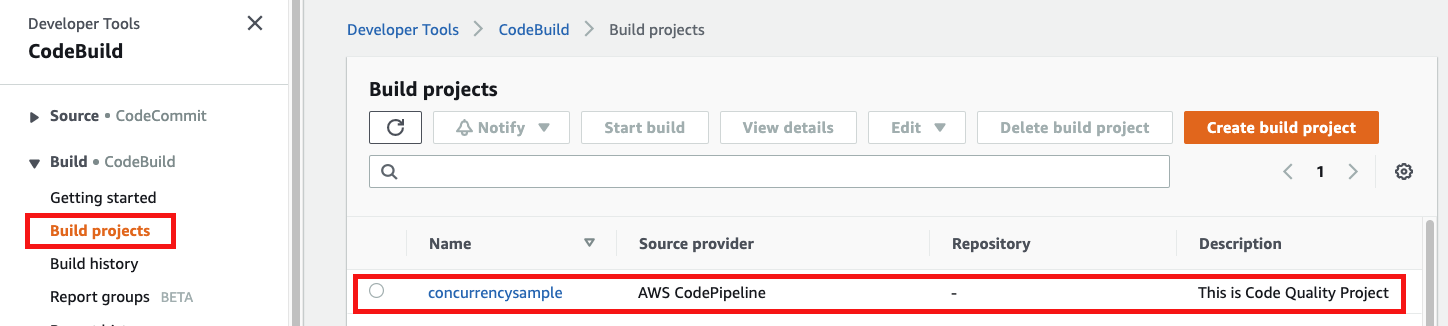 Developer Tools
CodeBuild
Source • CodeCommit
Build • CodeBuild
Getting started
Build projects
Build history
Report groups BETA
Developer Tools > CodeBuild > Build projects
Build projects
Notify Start build View details Edit Delete build project Create build project
1
Name Source provider Repository Description
concurrencysample AWS CodePipeline - This is Code Quality Project